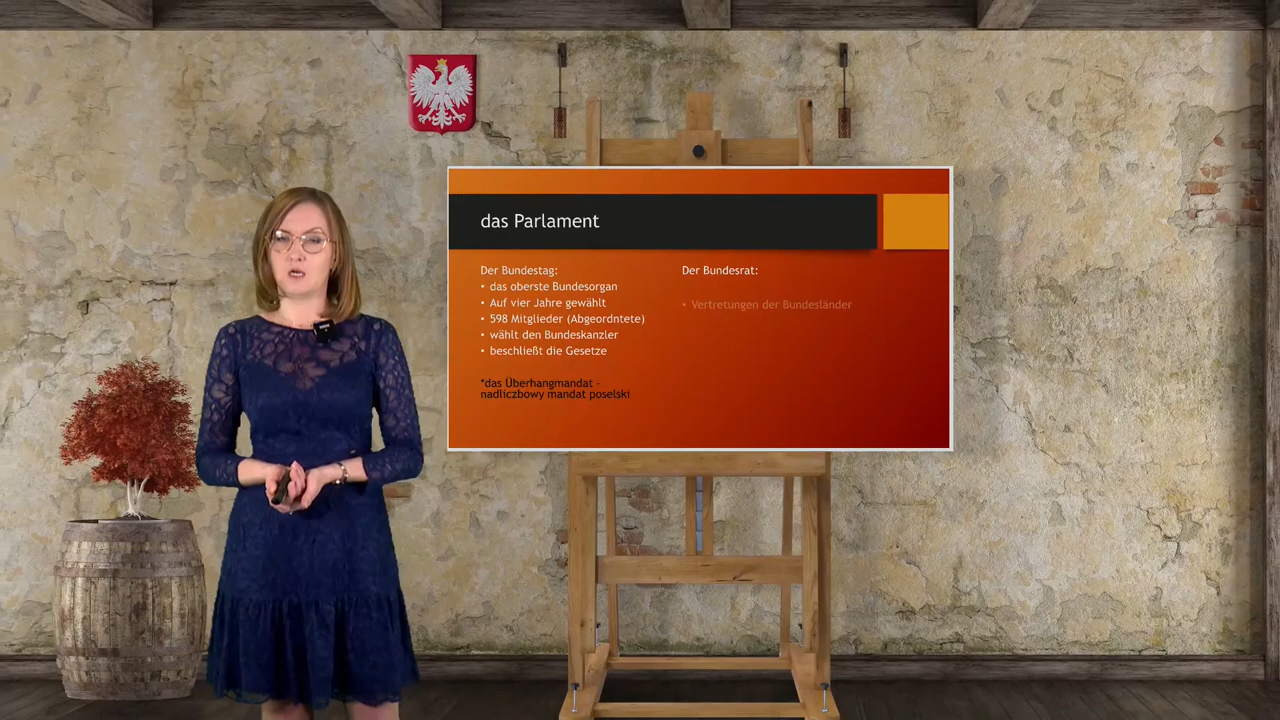 das Parlament
Der Bundestag:
• das oberste Bundesorgan
• Auf vier Jahre gewählt
• 598 Mitglieder (Abgeordntete)
• wählt den Bundeskanzler
• beschließt die Gesetze
*das Überhangmandat –
nadliczbowy mandat poselski
Der Bundesrat:
• Vertretungen der Bundesländer